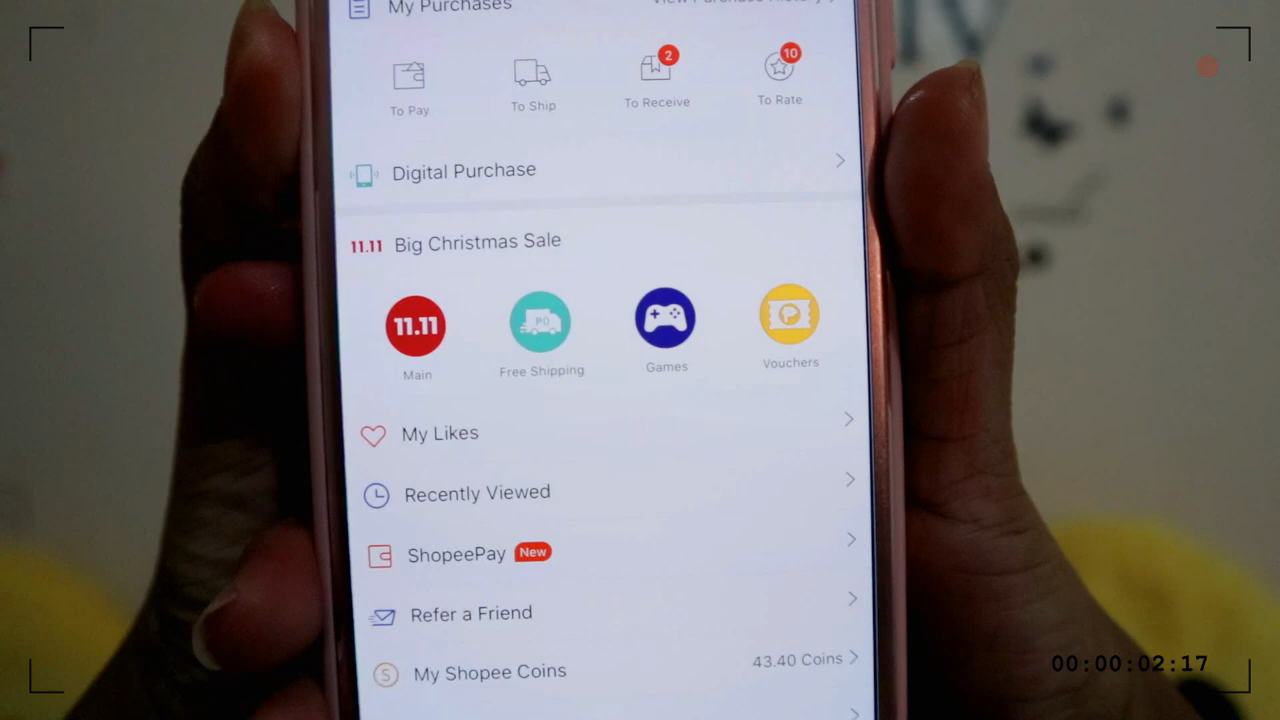 My Purchases
View Purchase History
2
10
To Pay
To Ship
To Receive
To Rate
Digital Purchase
11.11 Big Christmas Sale
11.11
PO
P
Main
Free Shipping
Games
Vouchers
My Likes
Recently Viewed
ShopeePay New
Refer a Friend
S My Shopee Coins 43.40 Coins
00:00:02:17